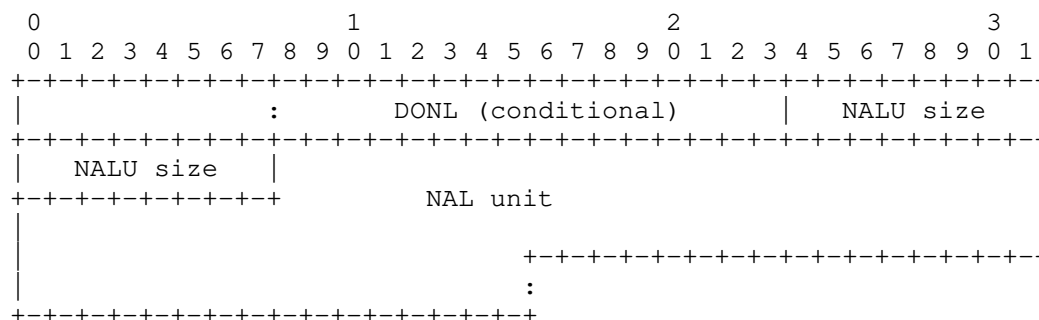 0                   1                   2                   3
 0 1 2 3 4 5 6 7 8 9 0 1 2 3 4 5 6 7 8 9 0 1 2 3 4 5 6 7 8 9 0 1
+-+-+-+-+-+-+-+-+-+-+-+-+-+-+-+-+-+-+-+-+-+-+-+-+-+-+-+-+-+-+-+-
|               :       DONL (conditional)      |   NALU size
+-+-+-+-+-+-+-+-+-+-+-+-+-+-+-+-+-+-+-+-+-+-+-+-+-+-+-+-+-+-+-+-
|   NALU size   |
+-+-+-+-+-+-+-+-+         NAL unit
|
|                               +-+-+-+-+-+-+-+-+-+-+-+-+-+-+-+-
|                               :
+-+-+-+-+-+-+-+-+-+-+-+-+-+-+-+-+